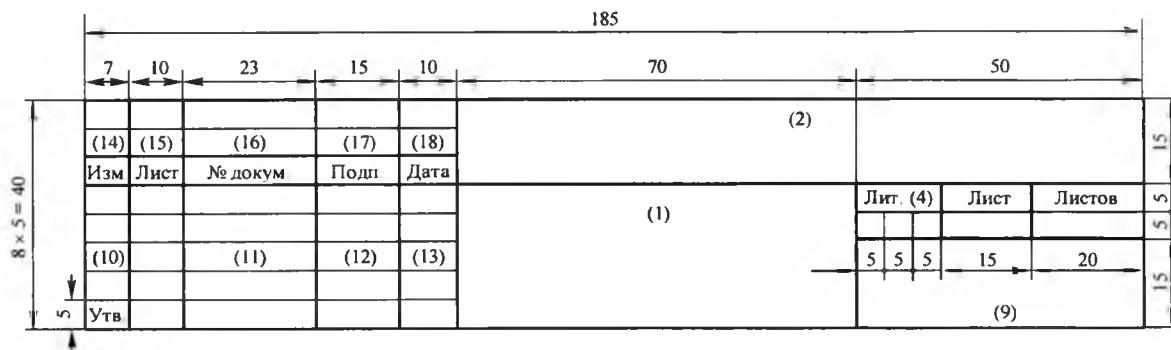 185
7 10 23 15 10 70 50
(2)
(14) (15) (16) (17) (18)
15
Изм Лист № докум Подп Дата
8 × 5 = 40
Лит. (4) Лист Листов
5
(1)
5
(10) (11) (12) (13)
5 5 5 15 20
15
5
Утв
(9)